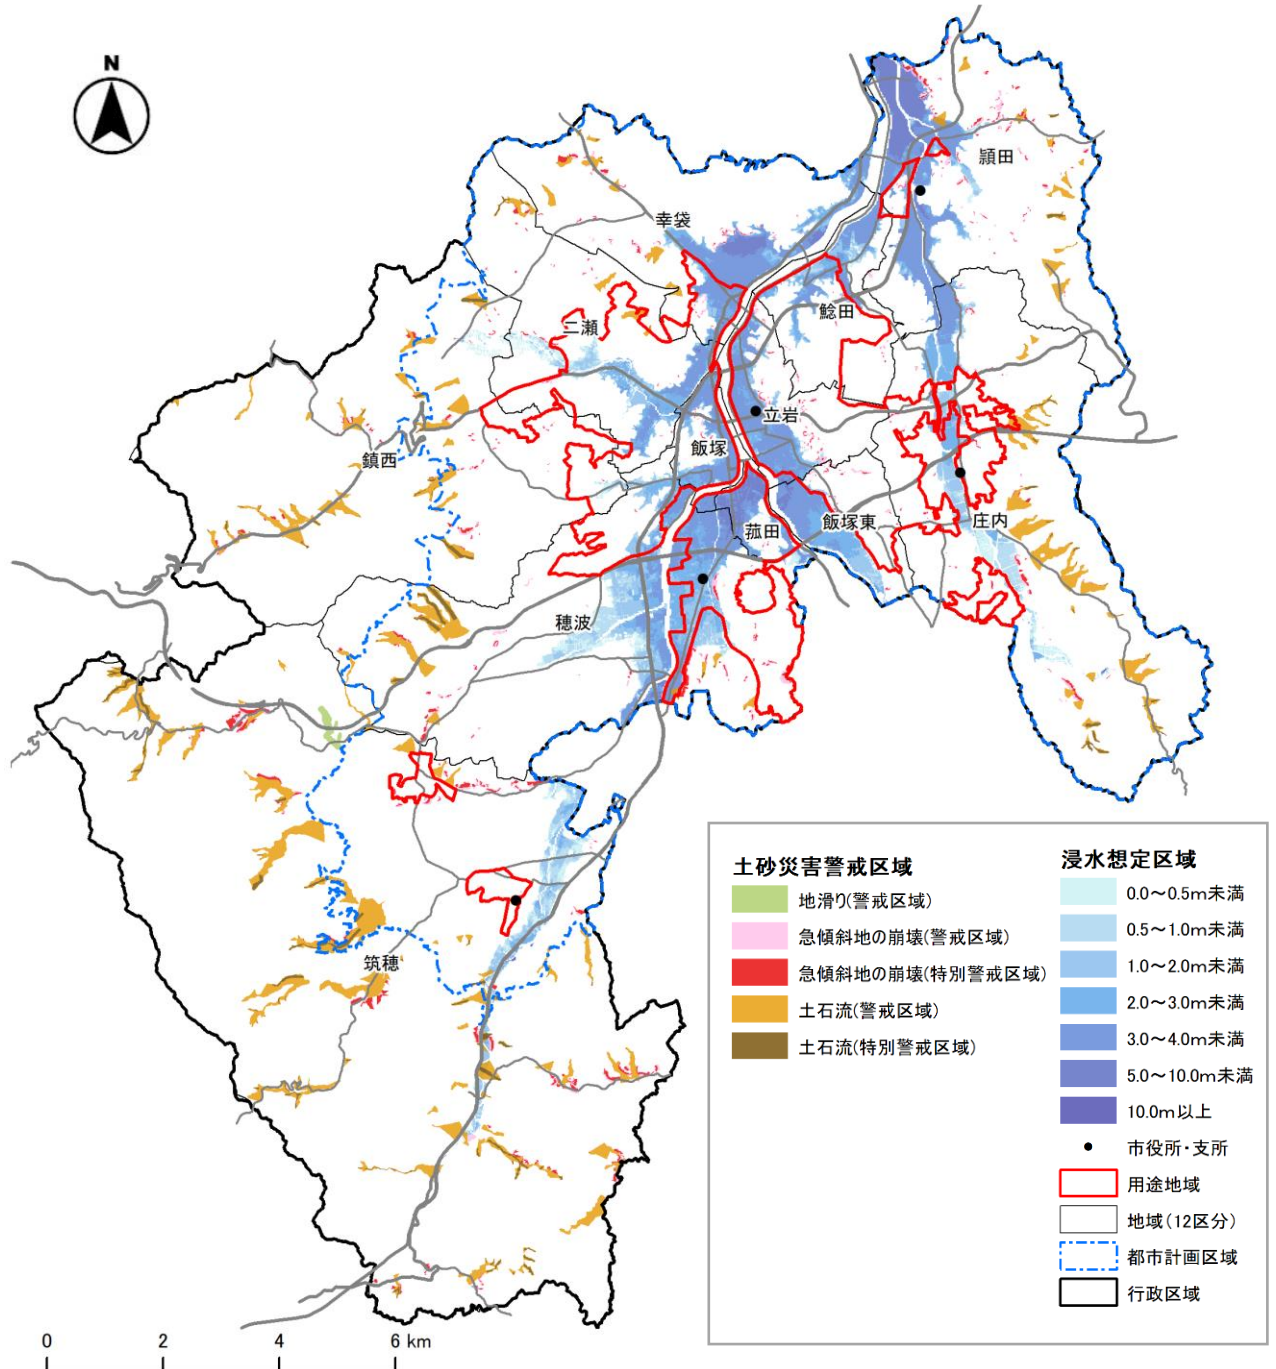 N
頴田
幸袋
鯰田
二瀬
立岩
飯塚
鎮西
飯塚東
庄内
菰田
穂波
筑穂
土砂災害警戒区域
地滑り(警戒区域)
急傾斜地の崩壊(警戒区域)
急傾斜地の崩壊(特別警戒区域)
土石流(警戒区域)
土石流(特別警戒区域)
浸水想定区域
0.0～0.5m未満
0.5～1.0m未満
1.0～2.0m未満
2.0～3.0m未満
3.0～4.0m未満
5.0～10.0m未満
10.0m以上
市役所・支所
用途地域
地域(12区分)
都市計画区域
行政区域
0 2 4 6 km